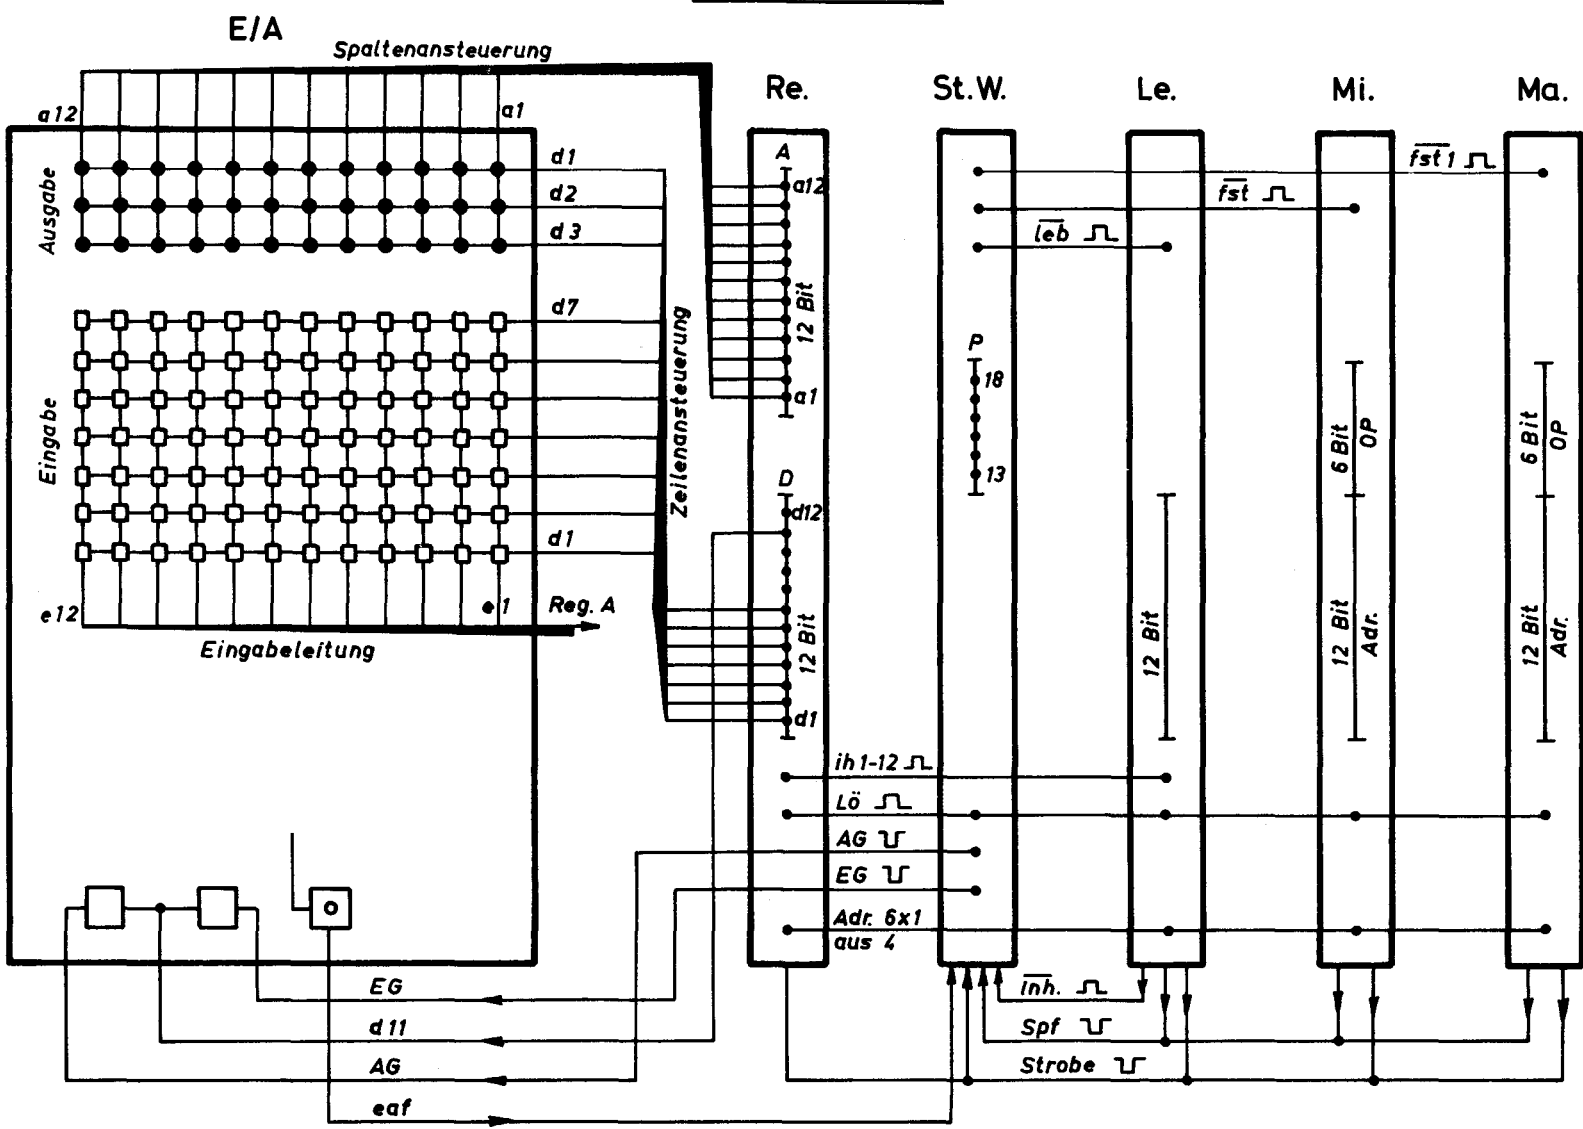 E/A
Spaltenansteuerung
Re.
St.W.
Le.
Mi.
Ma.
a12
a1
Ausgabe
d1
d2
d3
Eingabe
d7
d1
Zeilenansteuerung
e12
e1
Reg. A
Eingabeleitung
A
a12
12 Bit
a1
D
d12
12 Bit
d1
fst1
fst
leb
P
18
13
12 Bit
6 Bit
OP
12 Bit
Adr.
6 Bit
OP
12 Bit
Adr.
ih1-12
Lö
AG
EG
Adr. 6x1
aus 4
EG
d11
AG
eaf
inh.
Spf
Strobe